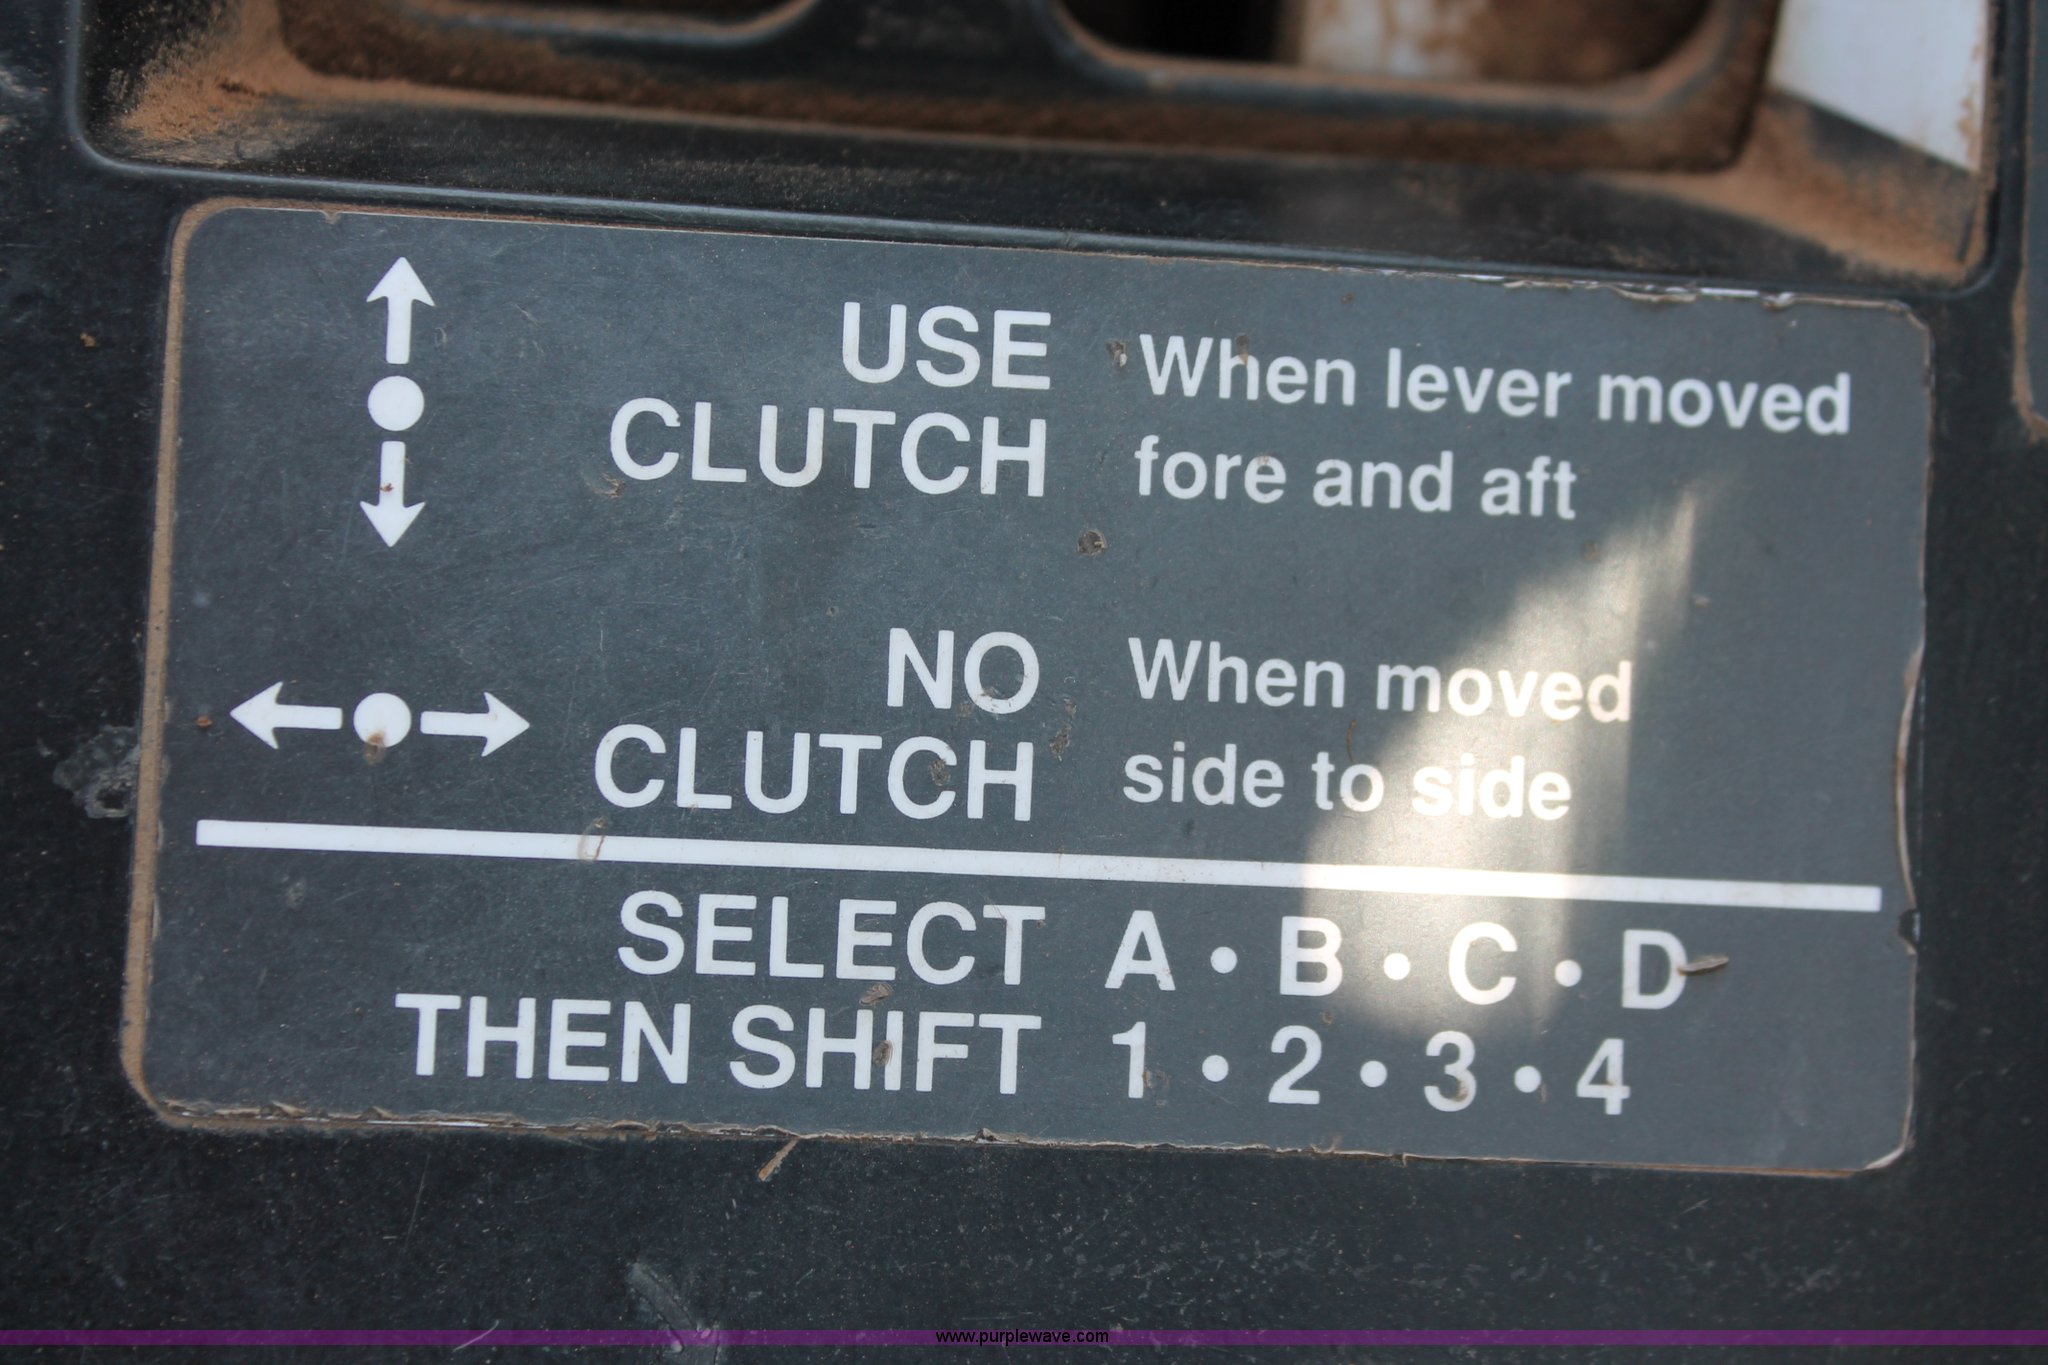 USE
CLUTCH
When lever moved
fore and aft
NO
CLUTCH
When moved
side to side
SELECT A • B • C • D
THEN SHIFT 1 • 2 • 3 • 4
www.purplewave.com